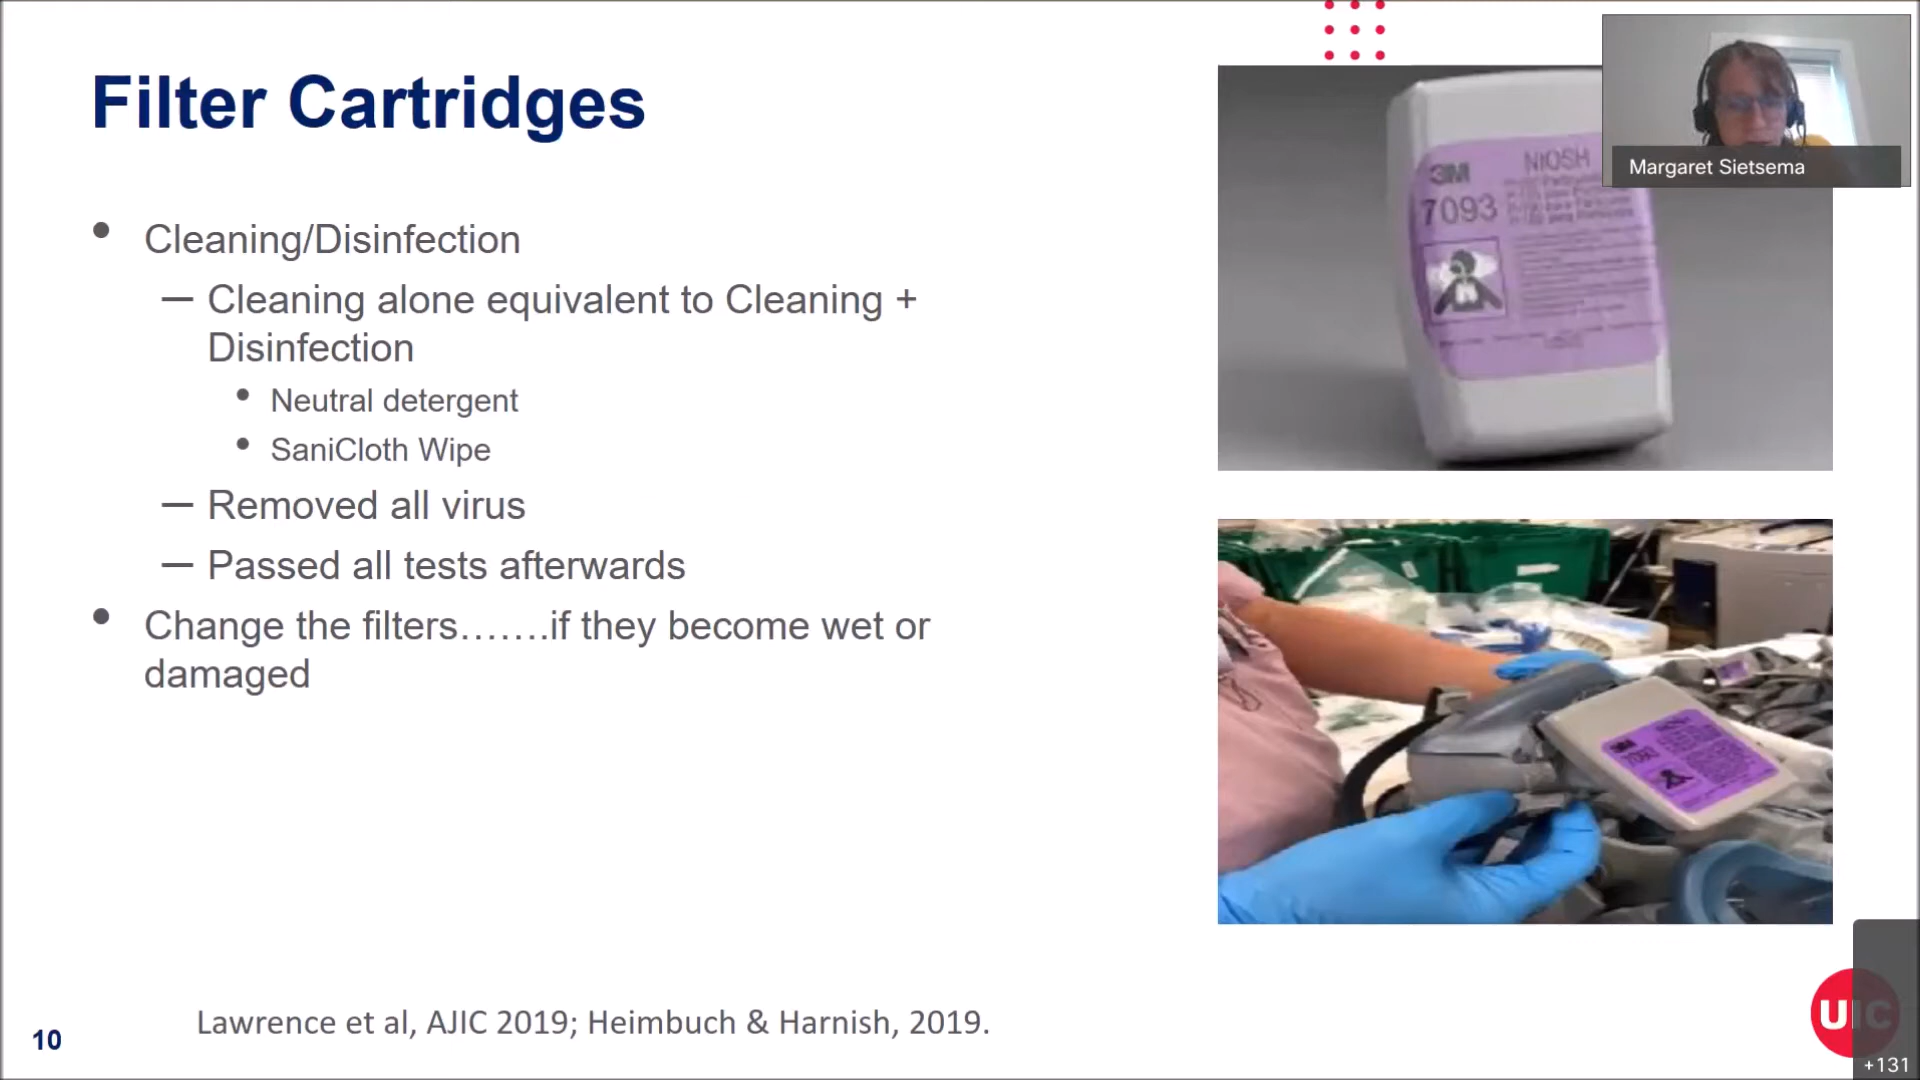 Filter Cartridges
Cleaning/Disinfection
— Cleaning alone equivalent to Cleaning +
Disinfection
Neutral detergent
SaniCloth Wipe
— Removed all virus
— Passed all tests afterwards
Change the filters…….if they become wet or
damaged
3M
NIOSH
7093
Margaret Sietsema
3M
Lawrence et al, AJIC 2019; Heimbuch & Harnish, 2019.
10
UIC
+131